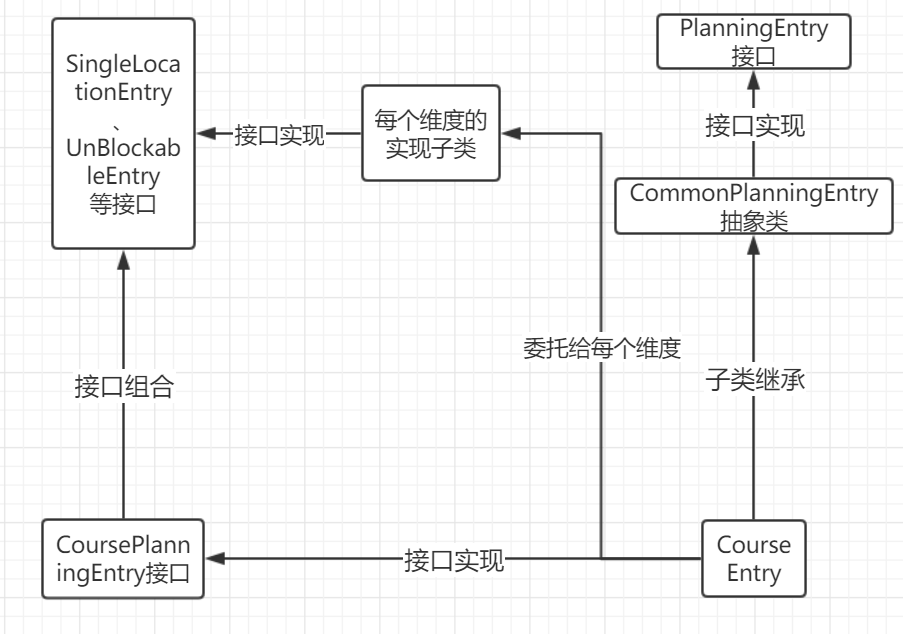 SingleLoca
tionEntry
、
UnBlockab
leEntry
等接口
接口实现
每个维度的
实现子类
PlanningEntry
接口
接口实现
CommonPlanningEntry
抽象类
委托给每个维度
子类继承
接口组合
CoursePlann
ingEntry接口
接口实现
Course
Entry